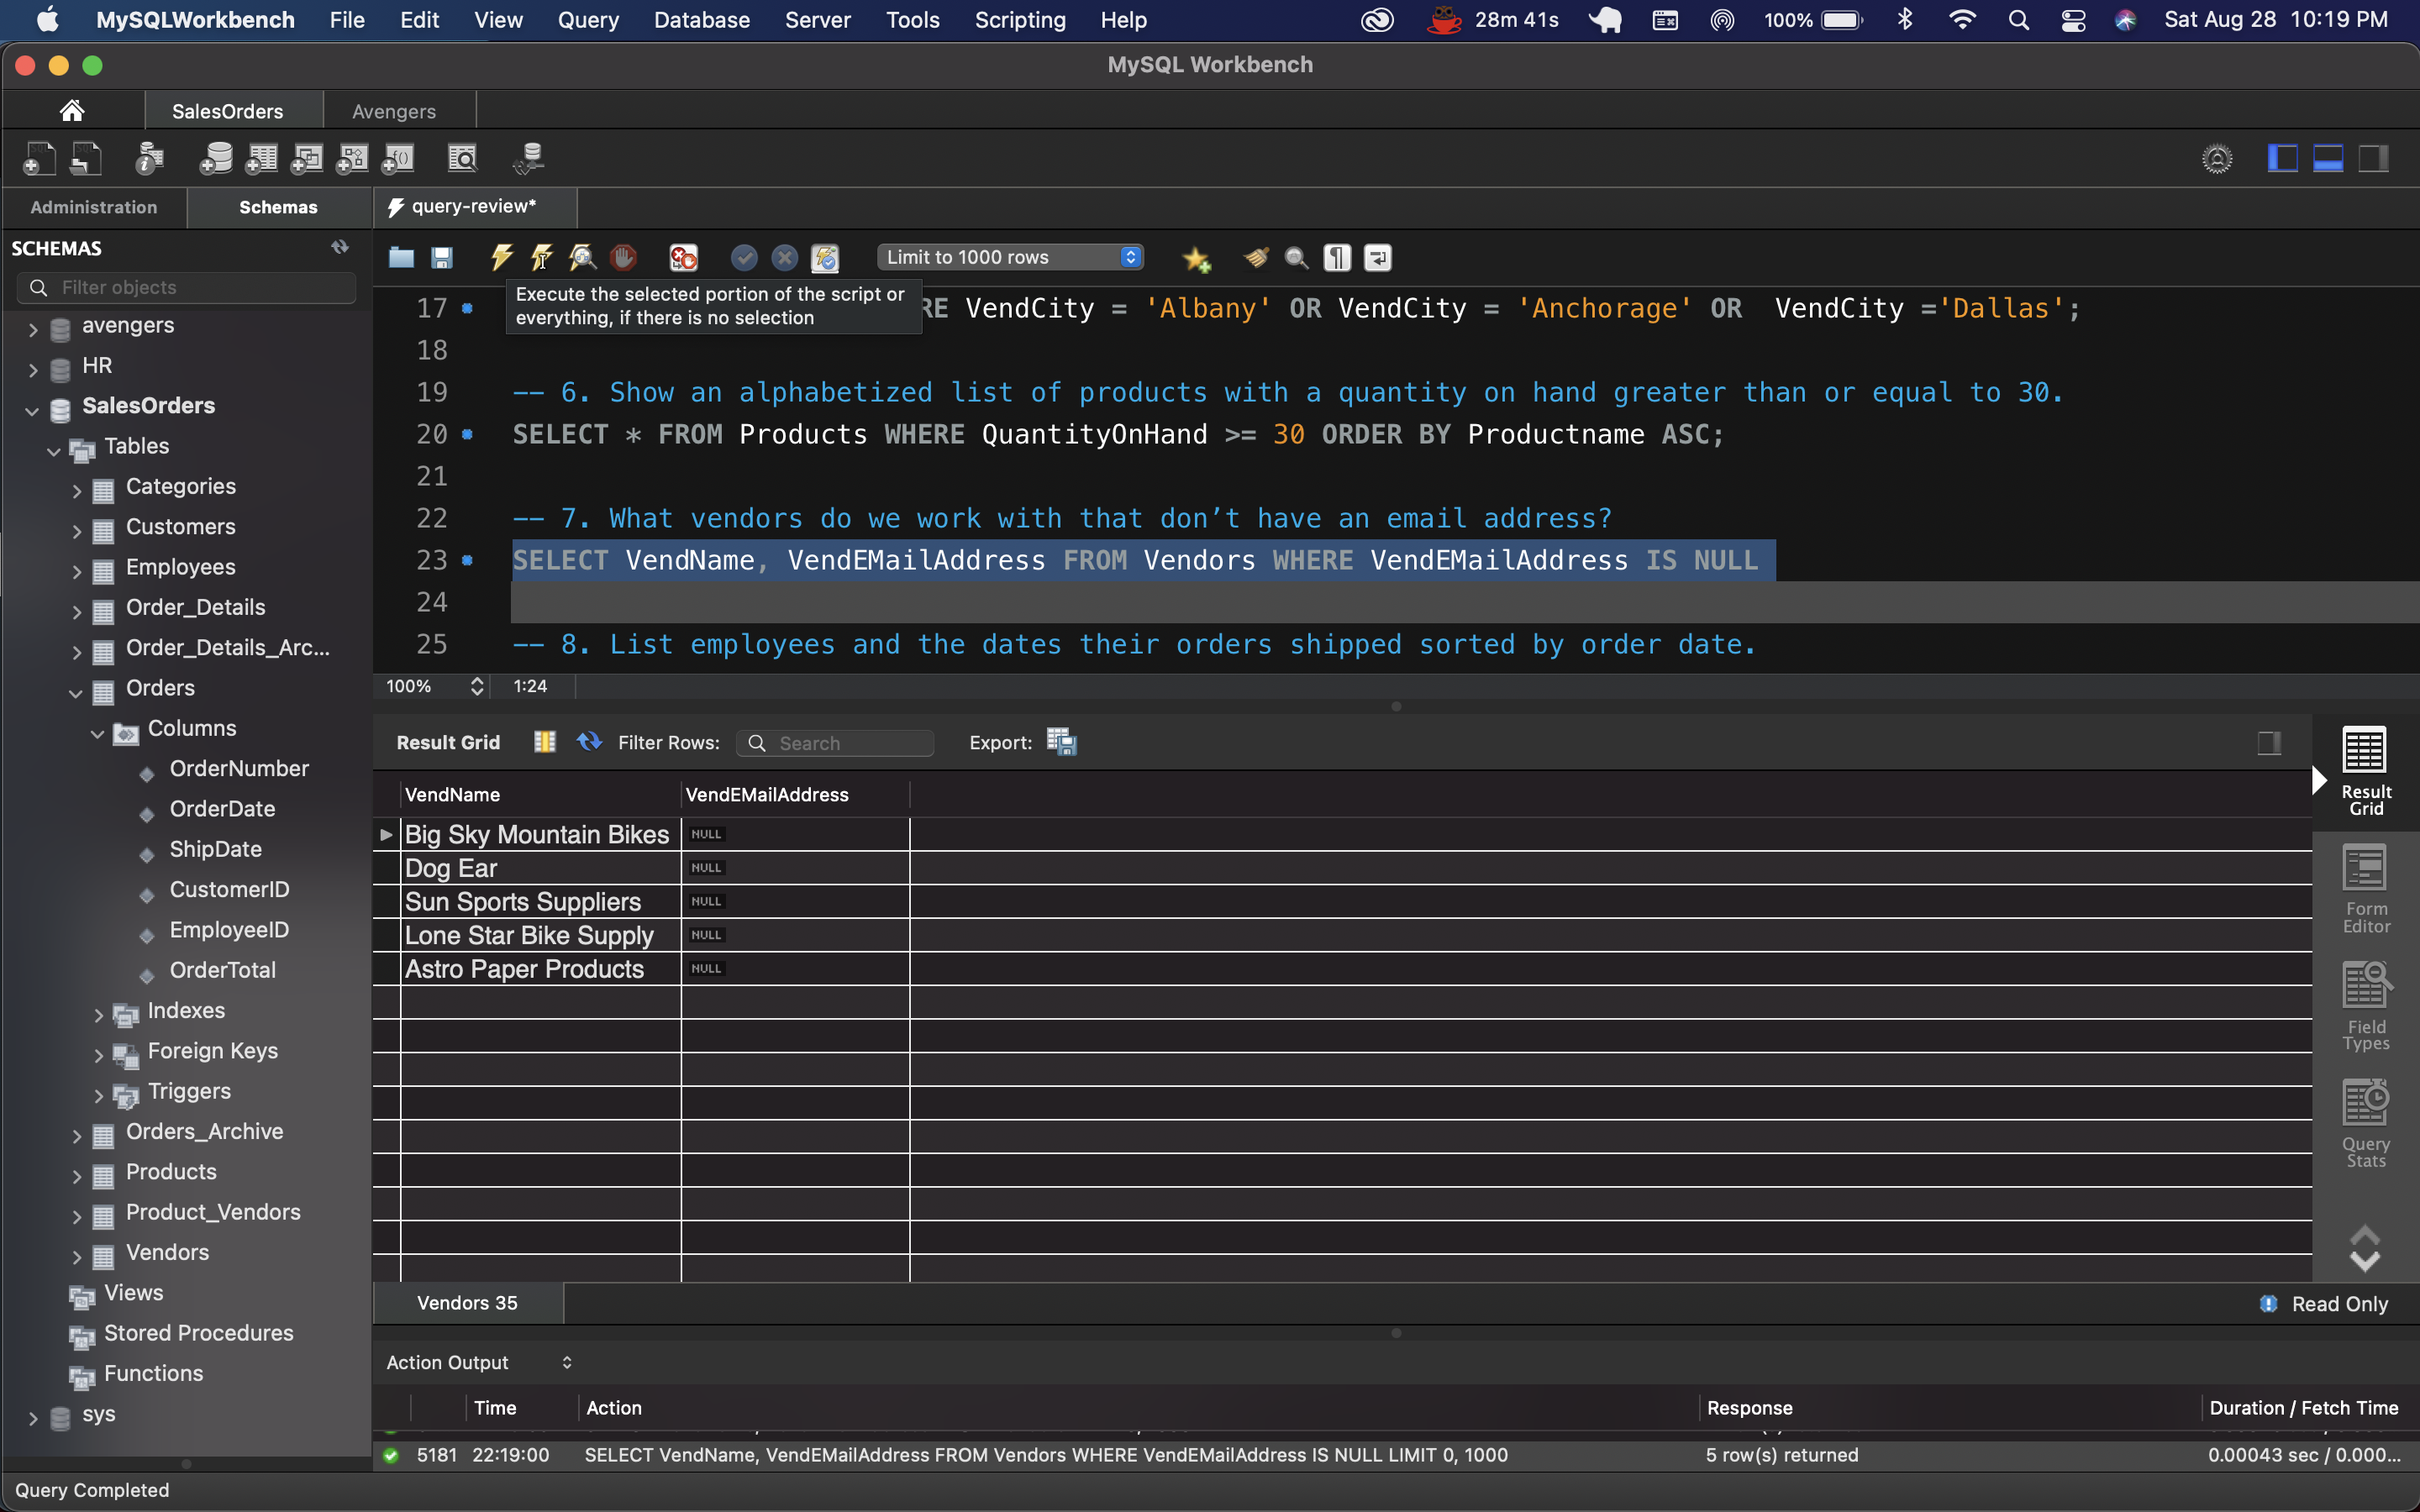 MySQLWorkbench File Edit View Query Database Server Tools Scripting Help 28m 41s 100% Sat Aug 28 10:19 PM
MySQL Workbench
SalesOrders Avengers
Administration Schemas query-review*
SCHEMAS
Filter objects
Limit to 1000 rows
Execute the selected portion of the script or
everything, if there is no selection
avengers
HR
SalesOrders
Tables
Categories
Customers
Employees
Order_Details
Order_Details_Arc...
Orders
Columns
OrderNumber
OrderDate
ShipDate
CustomerID
EmployeeID
OrderTotal
Indexes
Foreign Keys
Triggers
Orders_Archive
Products
Product_Vendors
Vendors
Views
Stored Procedures
Functions
sys
17 RE VendCity = 'Albany' OR VendCity = 'Anchorage' OR VendCity ='Dallas';
18
19 -- 6. Show an alphabetized list of products with a quantity on hand greater than or equal to 30.
20 SELECT * FROM Products WHERE QuantityOnHand >= 30 ORDER BY Productname ASC;
21
22 -- 7. What vendors do we work with that don’t have an email address?
23 SELECT VendName, VendEMailAddress FROM Vendors WHERE VendEMailAddress IS NULL
24
25 -- 8. List employees and the dates their orders shipped sorted by order date.
100% 1:24
Result Grid Filter Rows: Search Export:
VendName VendEMailAddress
Big Sky Mountain Bikes NULL
Dog Ear NULL
Sun Sports Suppliers NULL
Lone Star Bike Supply NULL
Astro Paper Products NULL
Result
Grid
Form
Editor
Field
Types
Query
Stats
Vendors 35 Read Only
Action Output
Time Action Response Duration / Fetch Time
5181 22:19:00 SELECT VendName, VendEMailAddress FROM Vendors WHERE VendEMailAddress IS NULL LIMIT 0, 1000 5 row(s) returned 0.00043 sec / 0.000...
Query Completed